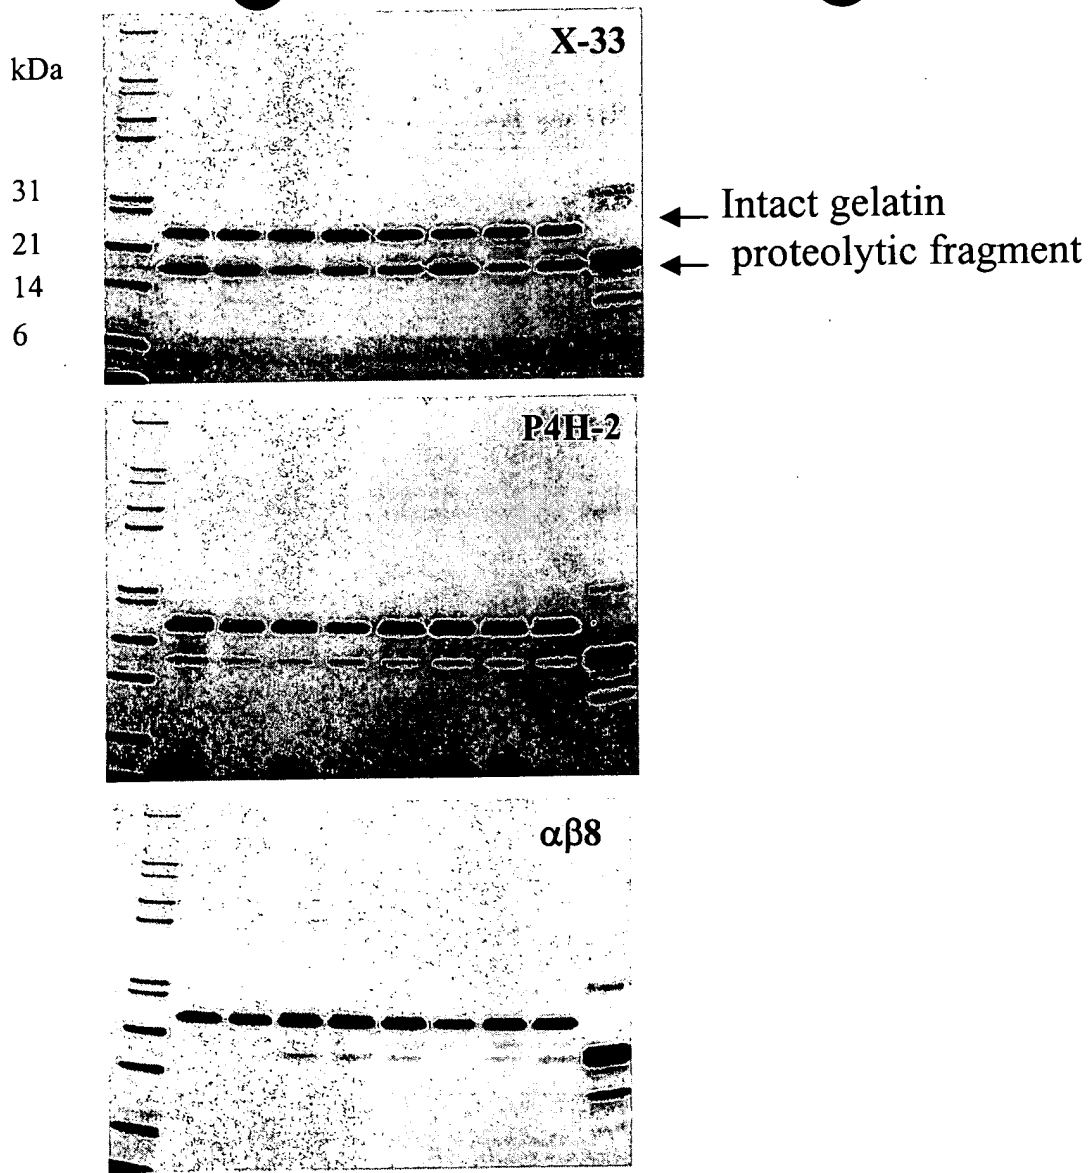 X-33
kDa
31
Intact gelatin
21
proteolytic fragment
14
6
P4H-2
αβ8